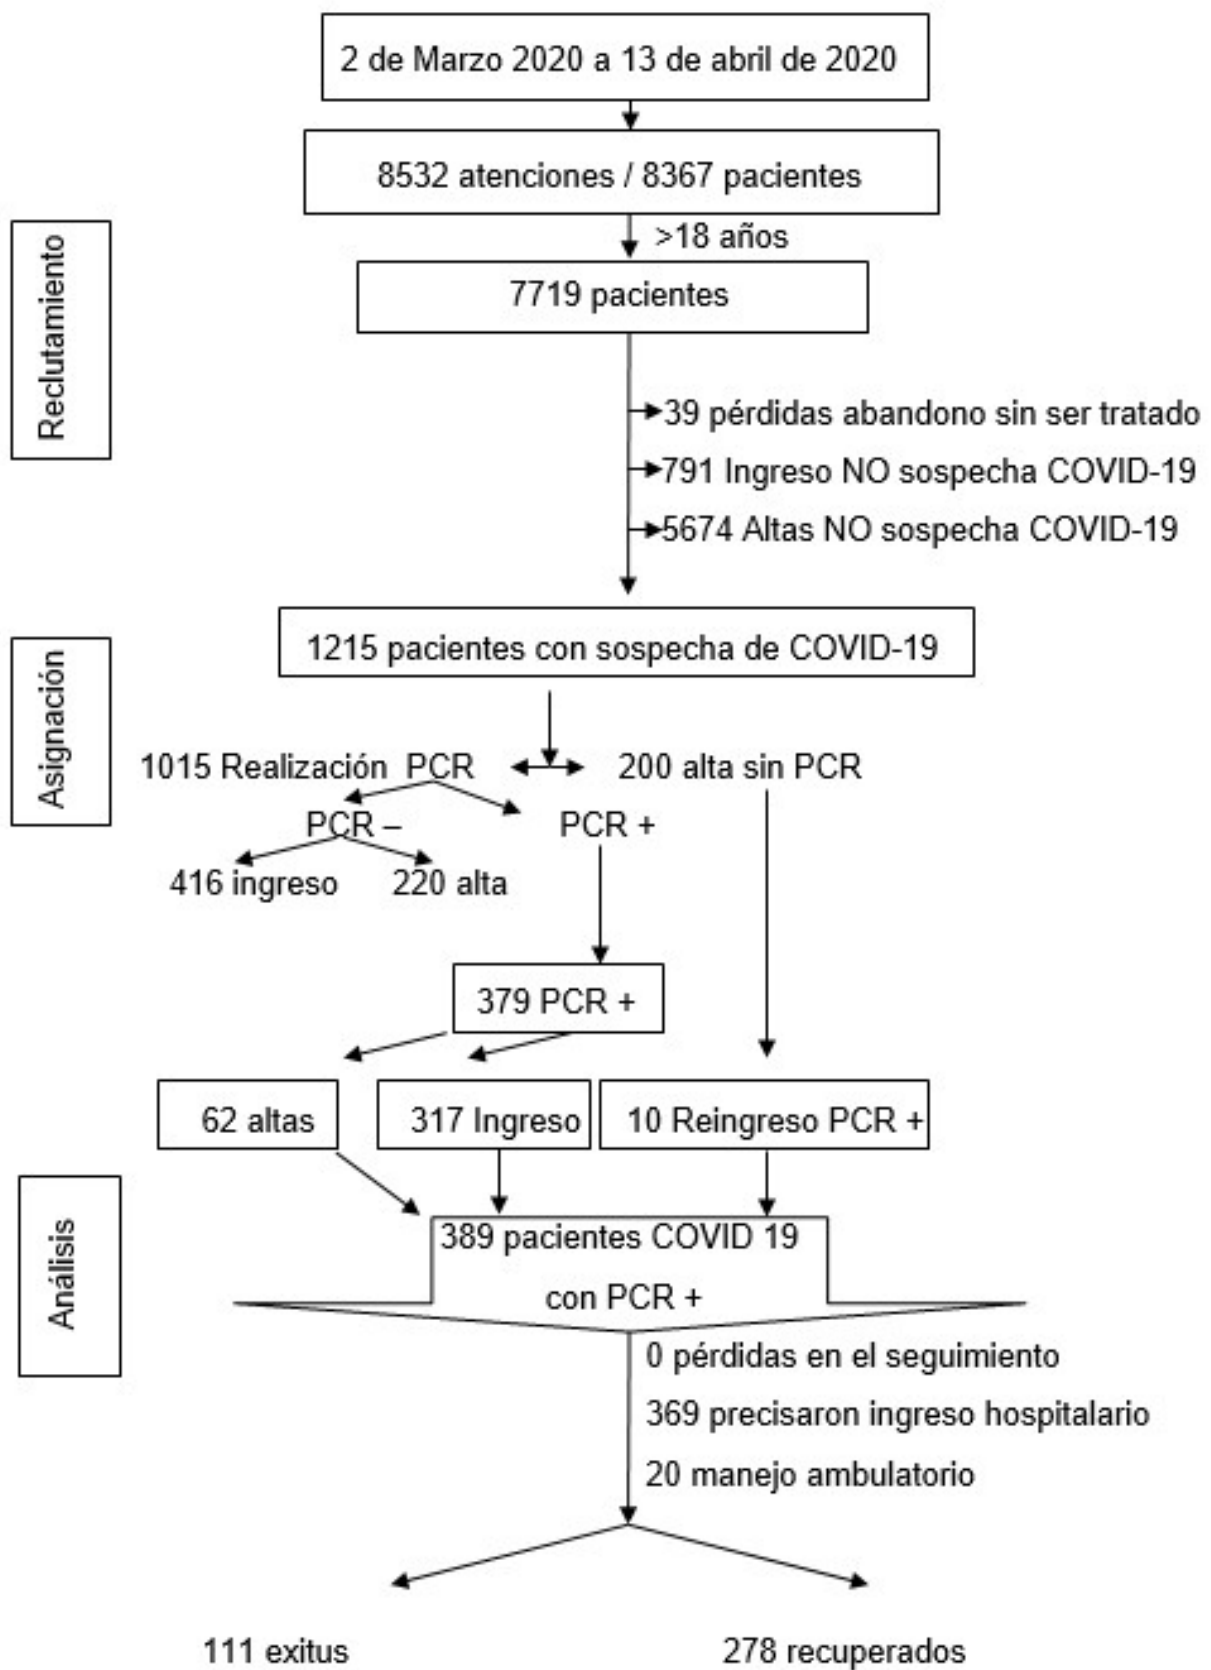 2 de Marzo 2020 a 13 de abril de 2020
8532 atenciones / 8367 pacientes
>18 años
7719 pacientes
Reclutamiento
39 pérdidas abandono sin ser tratado
791 Ingreso NO sospecha COVID-19
5674 Altas NO sospecha COVID-19
1215 pacientes con sospecha de COVID-19
Asignación
1015 Realización PCR
200 alta sin PCR
PCR –
PCR +
416 ingreso
220 alta
379 PCR +
62 altas
317 Ingreso
10 Reingreso PCR +
Análisis
389 pacientes COVID 19
con PCR +
0 pérdidas en el seguimiento
369 precisaron ingreso hospitalario
20 manejo ambulatorio
111 exitus
278 recuperados